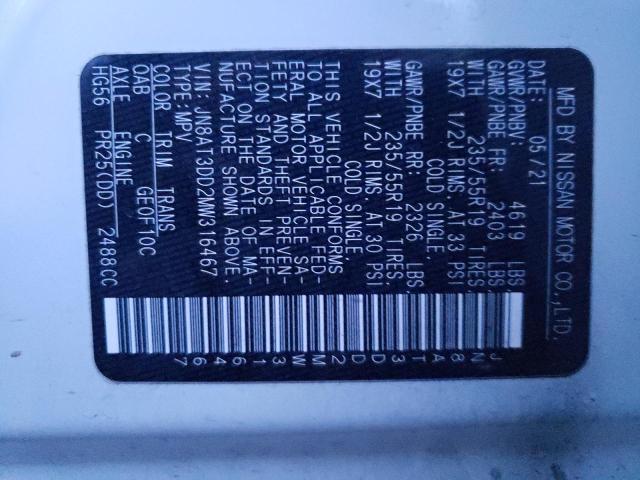 MFD BY NISSAN MOTOR CO.,LTD.
DATE: 05/21
GVWR/PNBV: 4619 LBS
GAWR/PNBE FR: 2403 LBS
WITH 235/55R19 TIRES,
19X7 1/2J RIMS, AT 33 PSI
COLD SINGLE.
GAWR/PNBE RR: 2326 LBS
WITH 235/55R19 TIRES,
19X7 1/2J RIMS, AT 30 PSI
COLD SINGLE.
THIS VEHICLE CONFORMS
TO ALL APPLICABLE FED-
ERAL MOTOR VEHICLE SA-
FETY AND THEFT PREVEN-
TION STANDARDS IN EFF-
ECT ON THE DATE OF MA-
NUFACTURE SHOWN ABOVE.
VIN: JN8AT3DD2MW316467
TYPE: MPV
COLOR TRIM TRANS
QAB C GE0F10C
AXLE ENGINE
HG56 PR25(DD) 2488CC
JN8AT3DD2MW316467